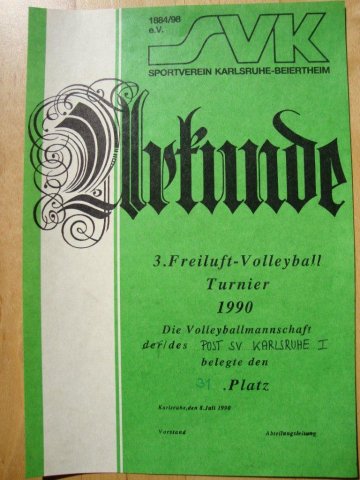 1884/98
e.V.
SVK
SPORTVEREIN KARLSRUHE-BEIERTHEIM
Urkunde
3.Freiluft-Volleyball
Turnier
1990
Die Volleyballmannschaft
der/des POST SV KARLSRUHE I
belegte den
31 .Platz
Karlsruhe,den 8.Juli 1990
Vorstand Abteilungsleitung